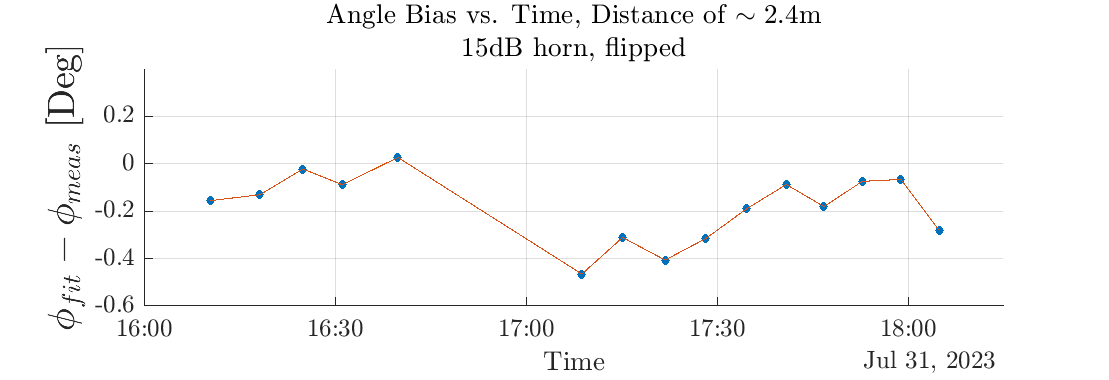 Angle Bias vs. Time, Distance of ∼ 2.4m
15dB horn, flipped
ϕ_fit − ϕ_meas [Deg]
0.2
0
-0.2
-0.4
-0.6
16:00 16:30 17:00 17:30 18:00
Time
Jul 31, 2023